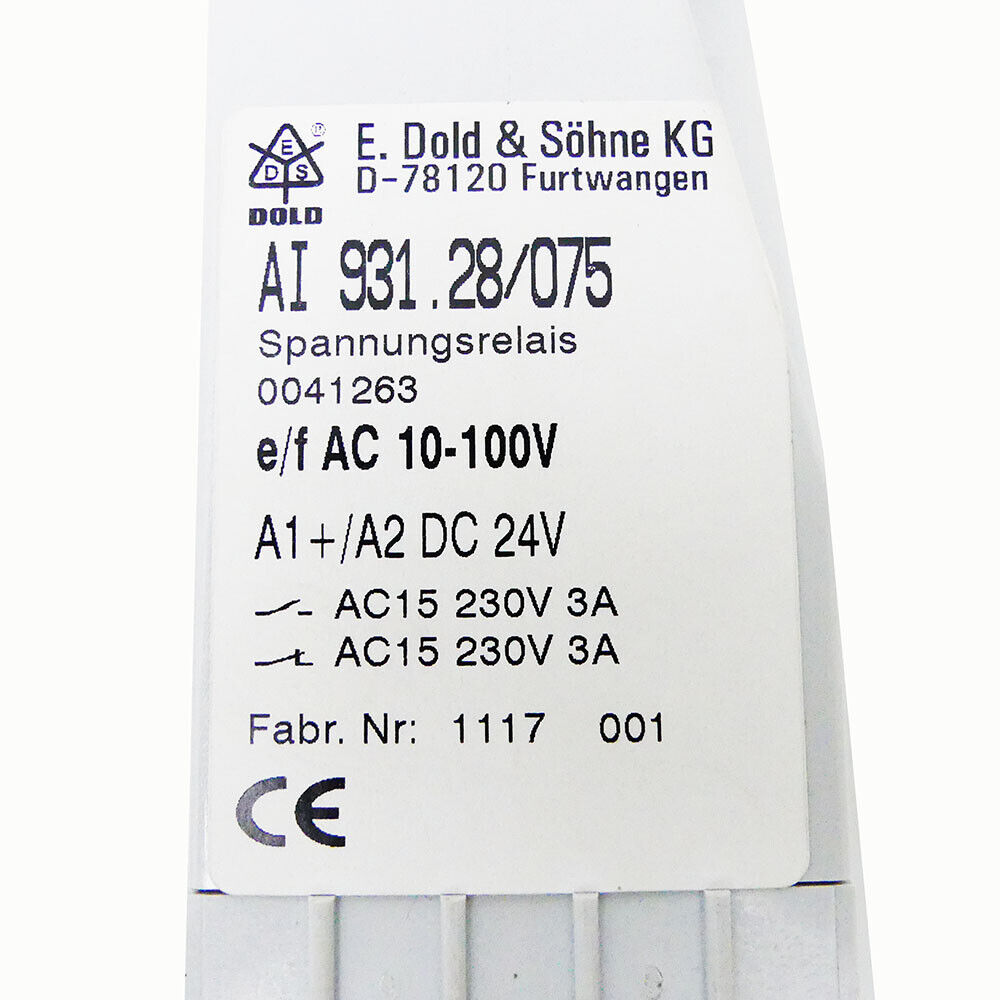 E
D S
®
DOLD
E. Dold & Söhne KG
D-78120 Furtwangen
AI 931.28/075
Spannungsrelais
0041263
e/f AC 10-100V
A1+/A2 DC 24V
AC15 230V 3A
AC15 230V 3A
Fabr. Nr: 1117 001
CE